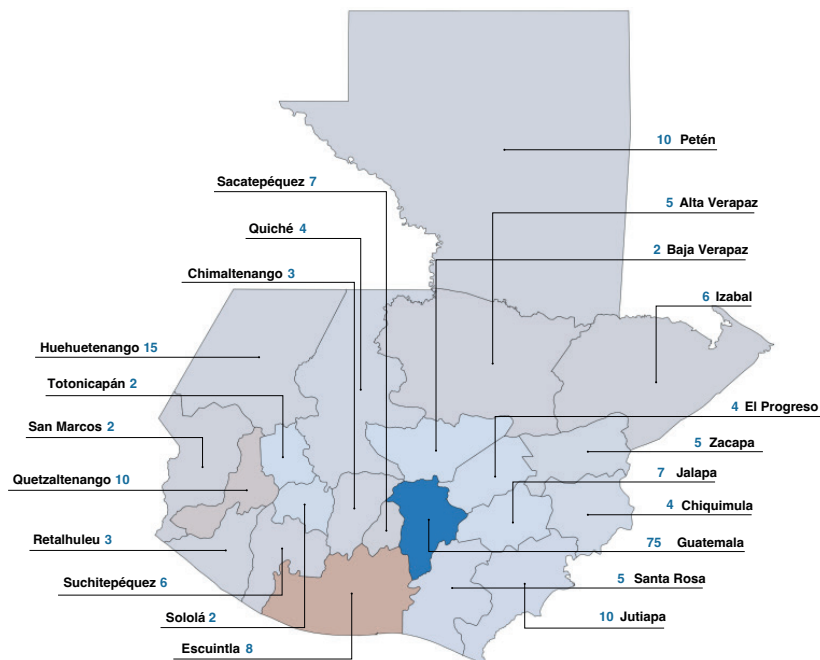 10 Petén
Sacatepéquez 7
5 Alta Verapaz
Quiché 4
2 Baja Verapaz
Chimaltenango 3
6 Izabal
Huehuetenango 15
Totonicapán 2
4 El Progreso
San Marcos 2
5 Zacapa
7 Jalapa
Quetzaltenango 10
4 Chiquimula
Retalhuleu 3
75 Guatemala
Suchitepéquez 6
5 Santa Rosa
Sololá 2
10 Jutiapa
Escuintla 8